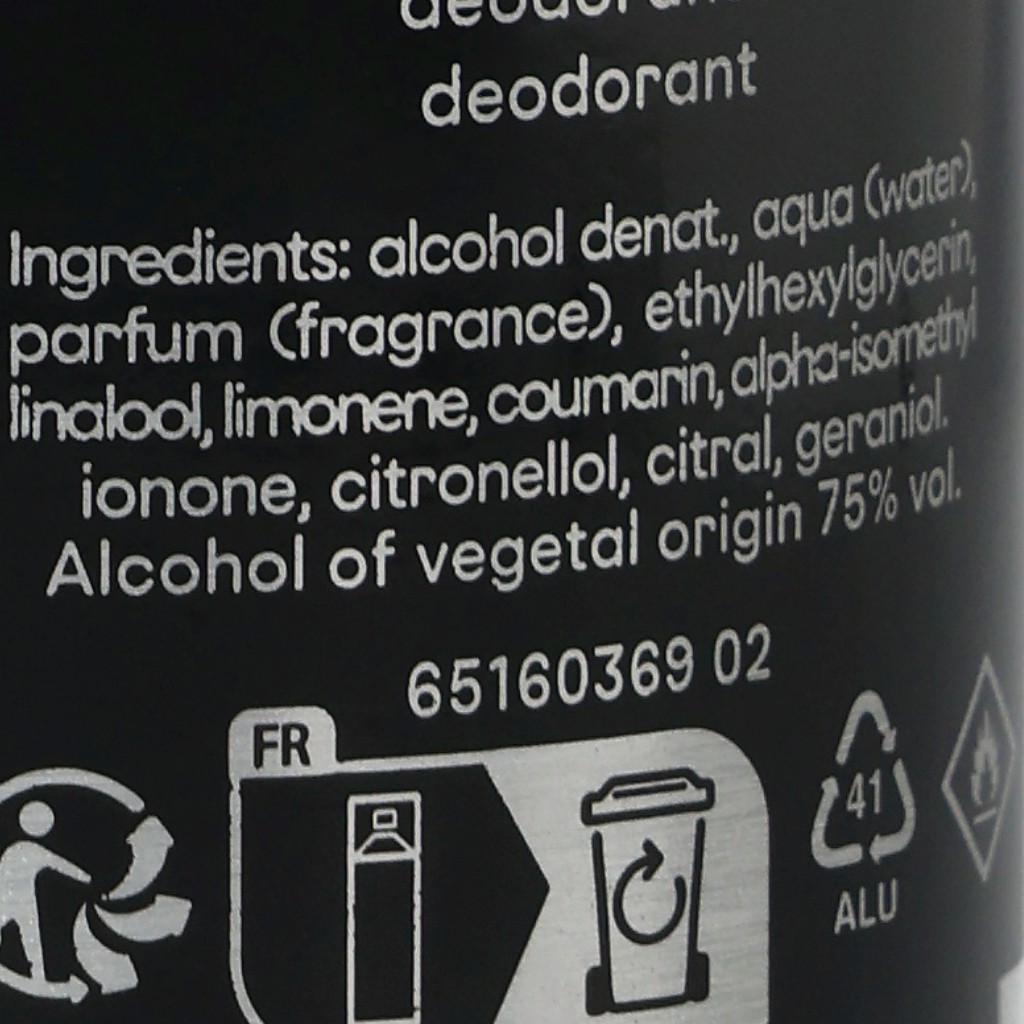 deodorant
deodorant
Ingredients: alcohol denat., aqua (water),
parfum (fragrance), ethylhexylglycerin,
linalool, limonene, coumarin, alpha-isomethyl
ionone, citronellol, citral, geraniol.
Alcohol of vegetal origin 75% vol.
65160369 02
FR
41
ALU